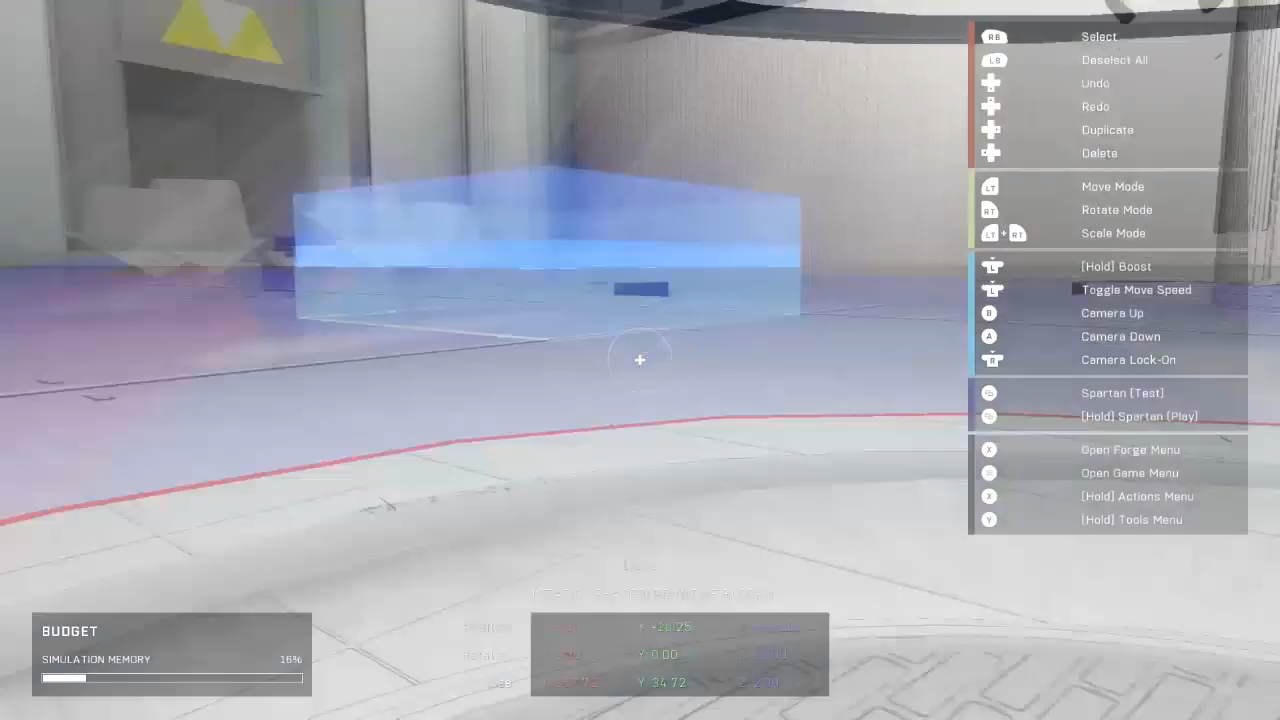 RB Select
LB Deselect All
Undo
Redo
Duplicate
Delete
LT Move Mode
RT Rotate Mode
LT + RT Scale Mode
L [Hold] Boost
L Toggle Move Speed
B Camera Up
A Camera Down
R Camera Lock-On
Spartan [Test]
[Hold] Spartan [Play]
X Open Forge Menu
Open Game Menu
X [Hold] Actions Menu
Y [Hold] Tools Menu
BUDGET
SIMULATION MEMORY 16%
Y: -20.25
Y: 0.00
Y: 34.72